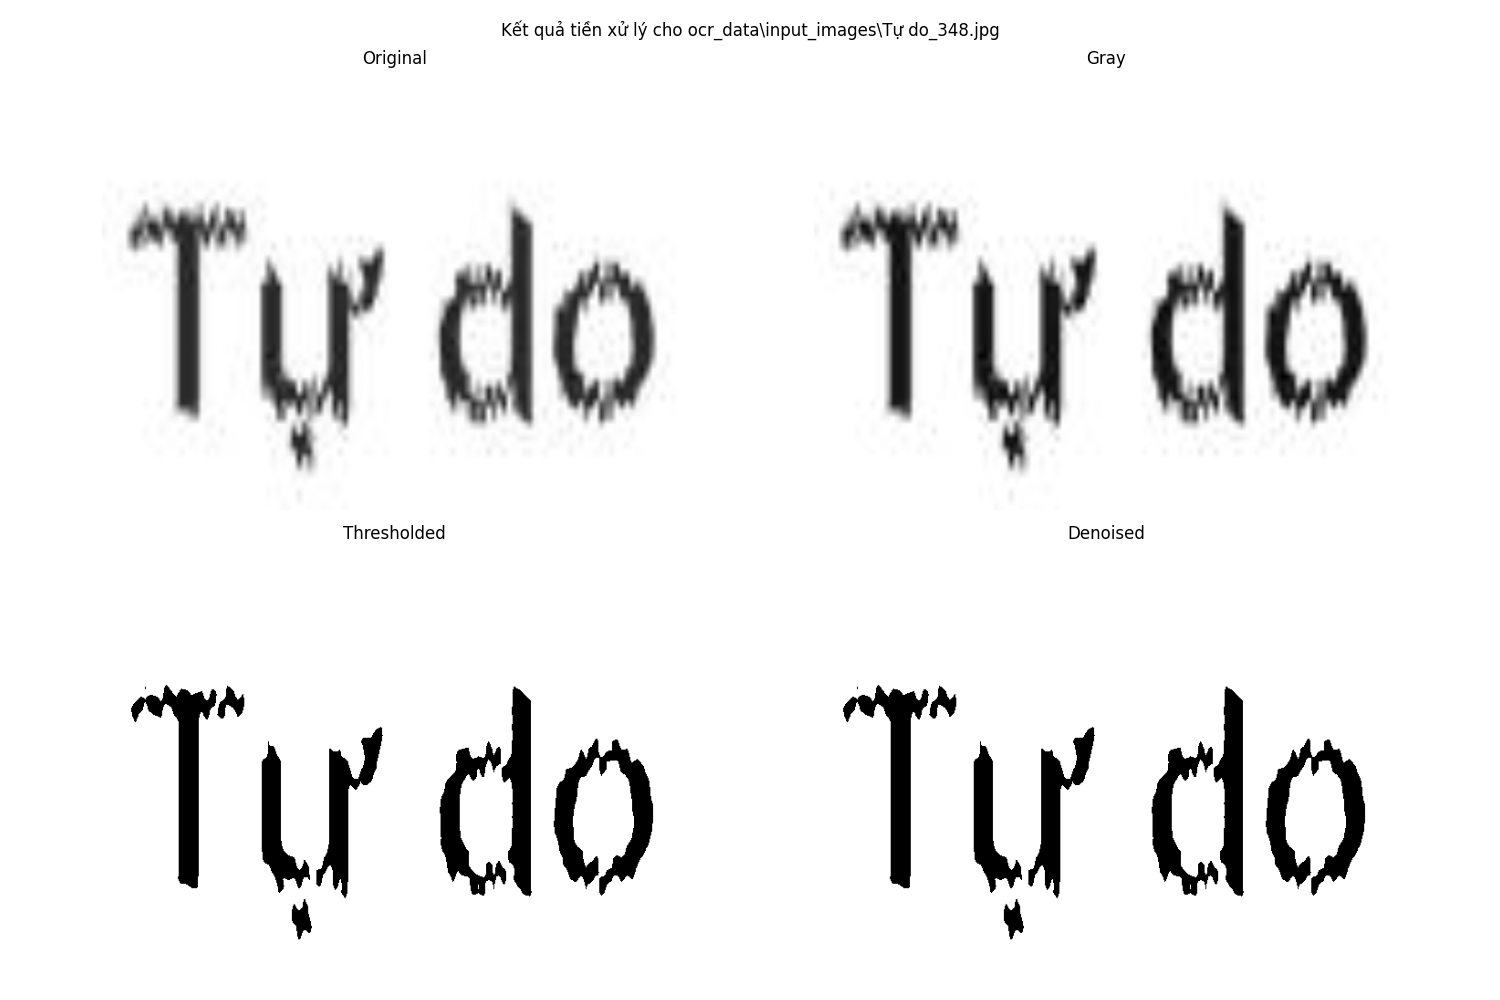 Kết quả tiền xử lý cho ocr_data\input_images\Tự do_348.jpg
Original
Gray
Tự do
Tự do
Thresholded
Denoised
Tự do
Tự do